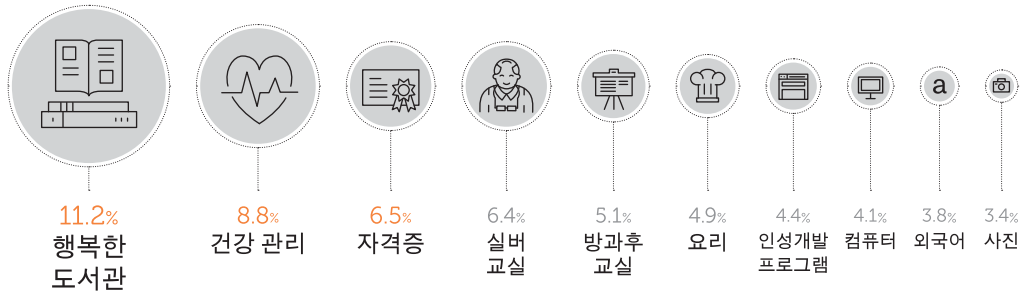 a
11.2%
행복한
도서관
8.8%
건강 관리
6.5%
자격증
6.4%
실버
교실
5.1%
방과후
교실
4.9%
요리
4.4%
인성개발
프로그램
4.1%
컴퓨터
3.8%
외국어
3.4%
사진